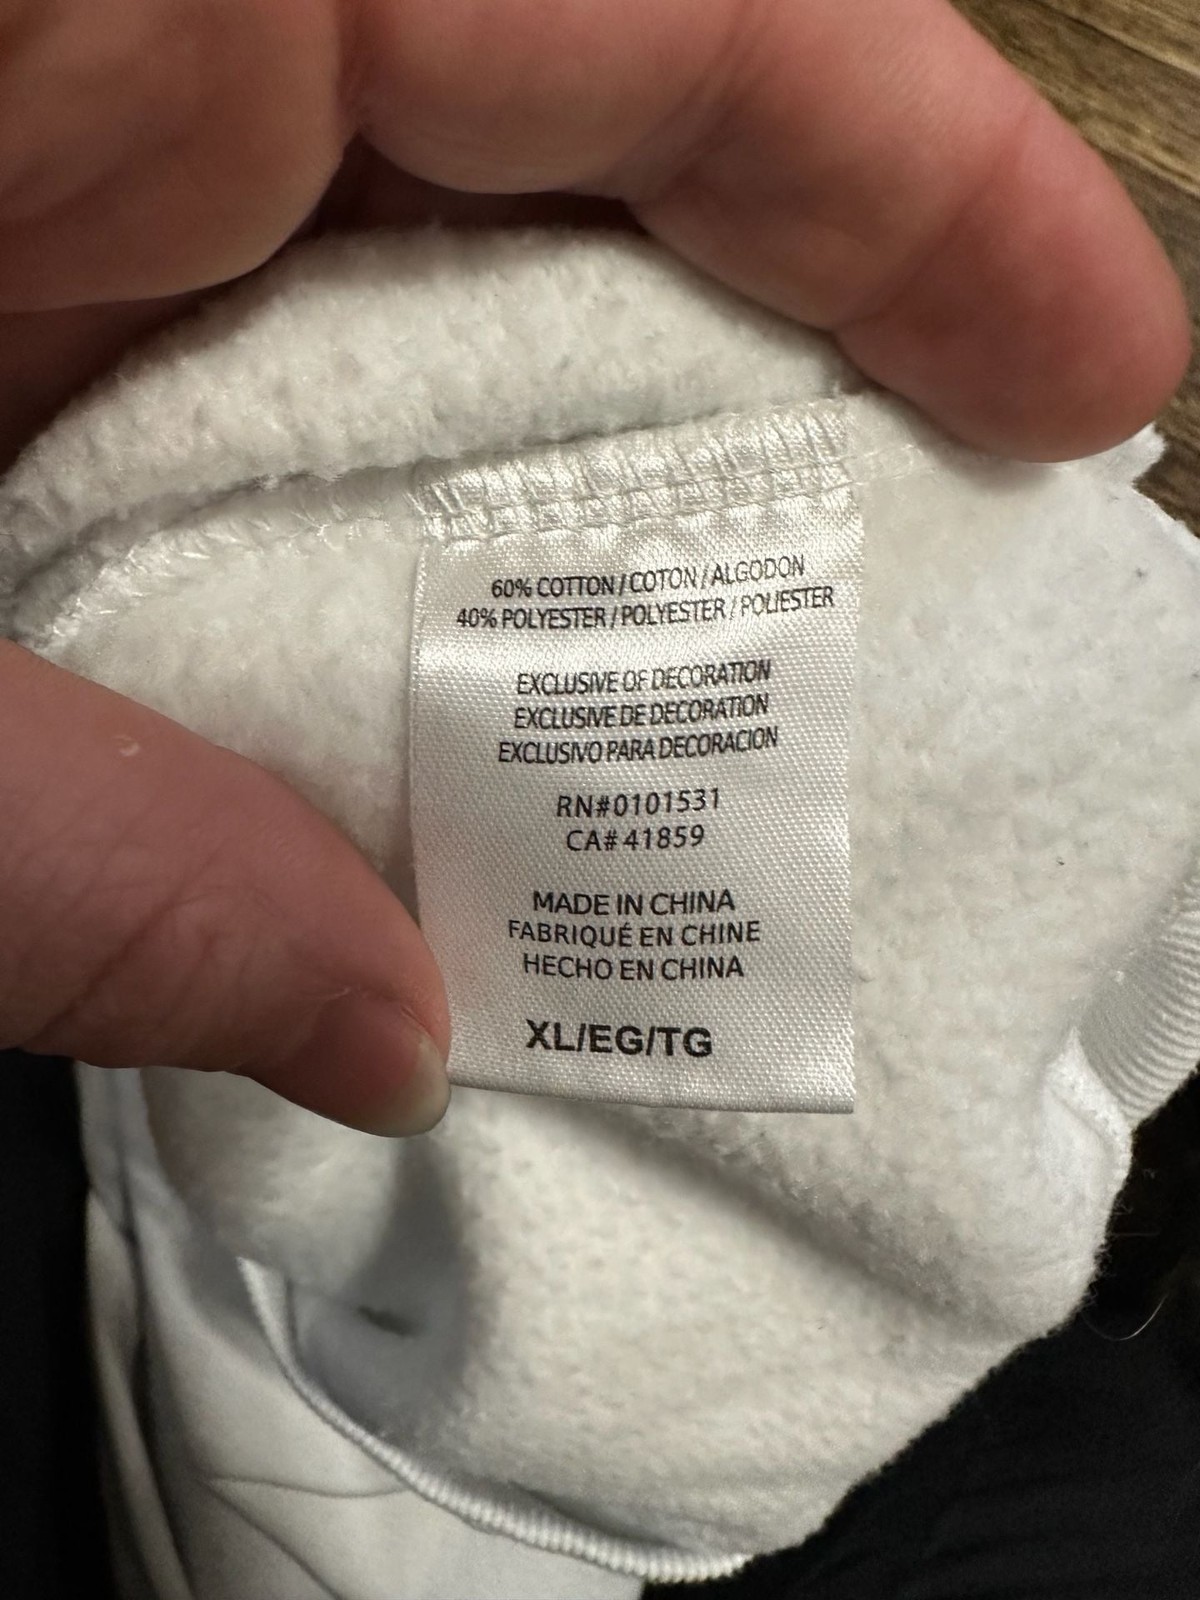 60% COTTON / COTON / ALGODON
40% POLYESTER / POLYESTER / POLIESTER
EXCLUSIVE OF DECORATION
EXCLUSIVE DE DECORATION
EXCLUSIVO PARA DECORACION
RN#0101531
CA# 41859
MADE IN CHINA
FABRIQUÉ EN CHINE
HECHO EN CHINA
XL/EG/TG